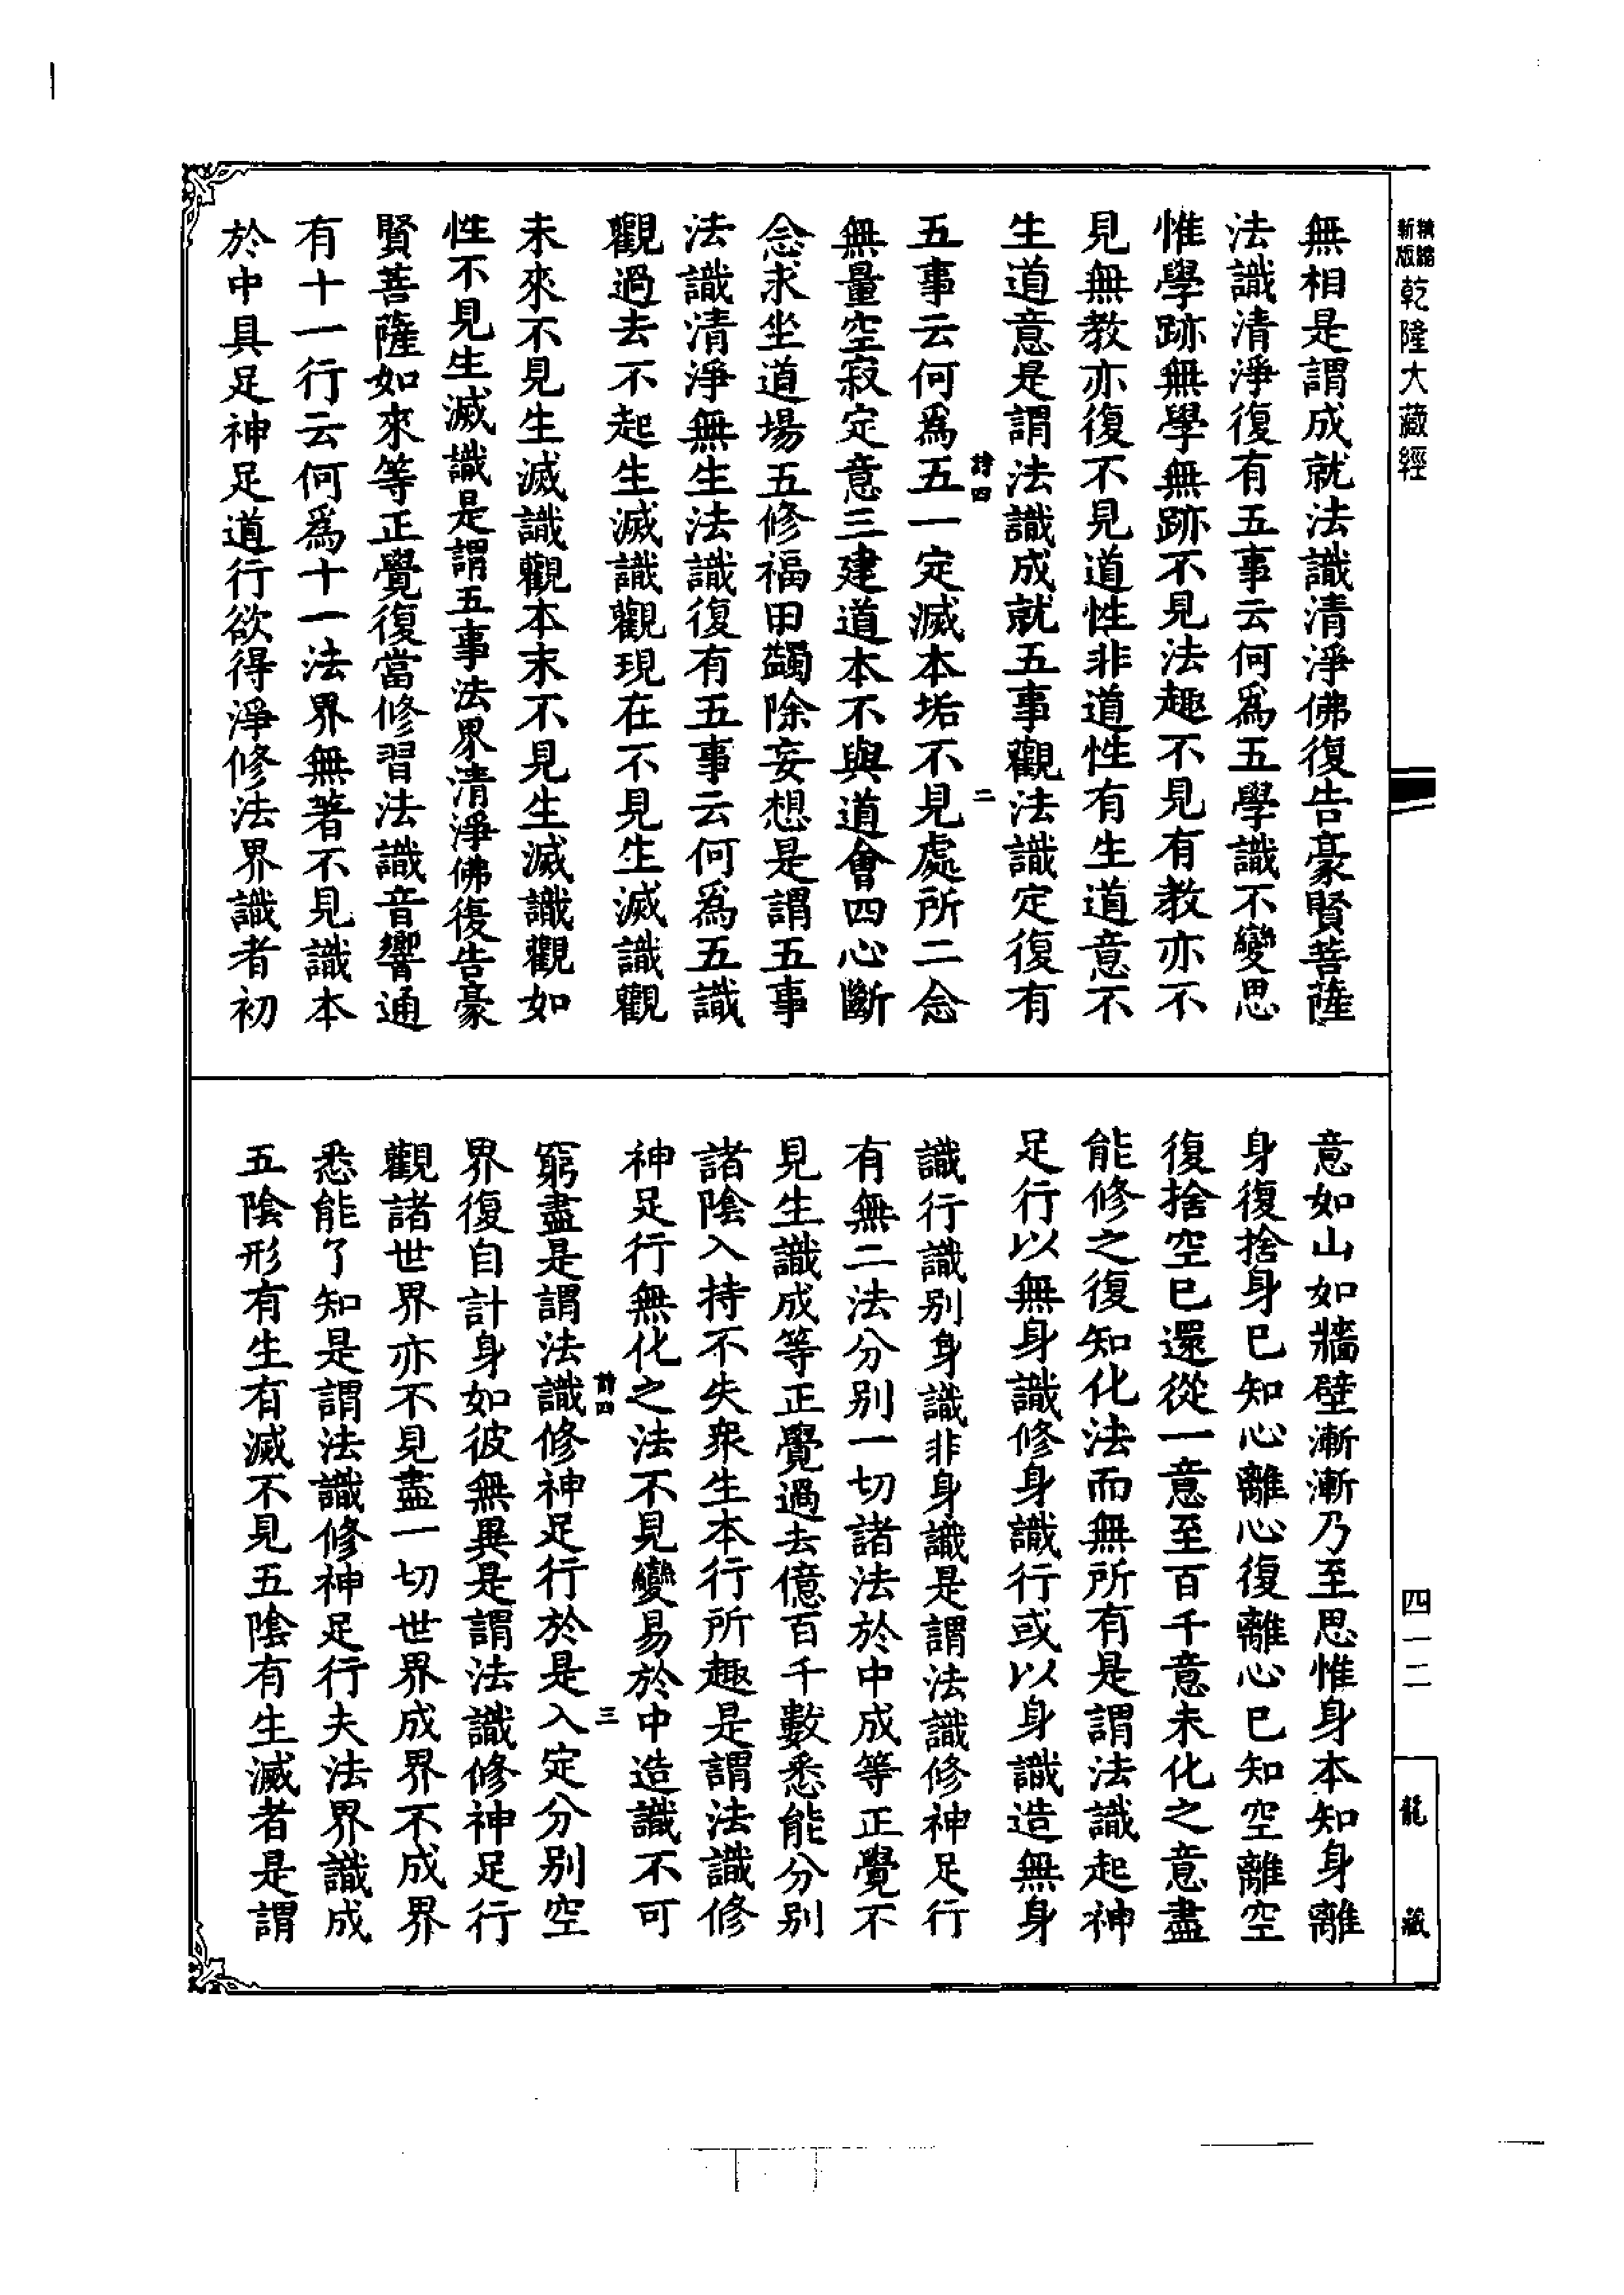 新版精縮乾隆大藏經
無相是謂成就法識清淨佛復告豪賢菩薩
法識清淨復有五事云何爲五學識不變思
惟學跡無學無跡不見法趣不見有教亦不
見無教亦復不見道性非道性有生道意不
生道意是謂法識成就五事觀法識定復有
詩四
二
五事云何爲五一定滅本垢不見處所二念
無量空寂定意三建道本不與道會四心斷
念求坐道場五修福田蠲除妄想是謂五事
法識清淨無生法識復有五事云何爲五識
觀過去不起生滅識觀現在不見生滅識觀
未來不見生滅識觀本末不見生滅識觀如
性不見生滅識是謂五事法界清淨佛復告豪
賢菩薩如來等正覺復當修習法識音響通
有十一行云何爲十一法界無著不見識本
於中具足神足道行欲得淨修法界識者初
意如山如牆壁漸漸乃至思惟身本知身離
身復捨身已知心離心復離心已知空離空
復捨空已還從一意至百千意未化之意盡
能修之復知化法而無所有是謂法識起神
足行以無身識修身識行或以身識造無身
識行識別身識非身識是謂法識修神足行
有無二法分別一切諸法於中成等正覺不
見生識成等正覺過去億百千數悉能分別
諸陰入持不失衆生本行所趣是謂法識修
神足行無化之法不見變易於中造識不可
詩四
三
窮盡是謂法識修神足行於是入定分別空
界復自計身如彼無異是謂法識修神足行
觀諸世界亦不見盡一切世界成界不成界
悉能了知是謂法識修神足行夫法界識成
五陰形有生有滅不見五陰有生滅者是謂
四一二
龍藏